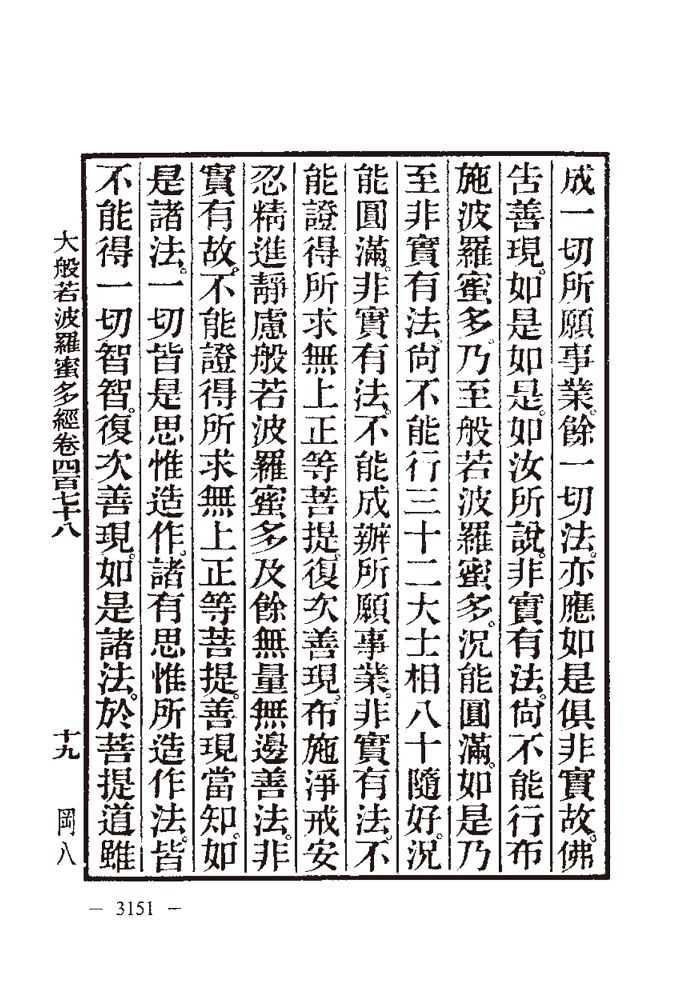 成一切所願事業。餘一切法。亦應如是俱非實故。佛
告善現。如是如是。如汝所說。非實有法。尙不能行布
施波羅蜜多。乃至般若波羅蜜多。況能圓滿。如是乃
至非實有法。尙不能行三十二大士相八十隨好。況
能圓滿。非實有法。不能成辦所願事業。非實有法。不
能證得所求無上正等菩提。復次善現。布施淨戒安
忍精進靜慮般若波羅蜜多及餘無量無邊善法。非
實有故。不能證得所求無上正等菩提。善現當知。如
是諸法。一切皆是思惟造作。諸有思惟所造作法。皆
不能得一切智智。復次善現。如是諸法。於菩提道雖
大般若波羅蜜多經卷四百七十八 十九 岡八
— 3151 —